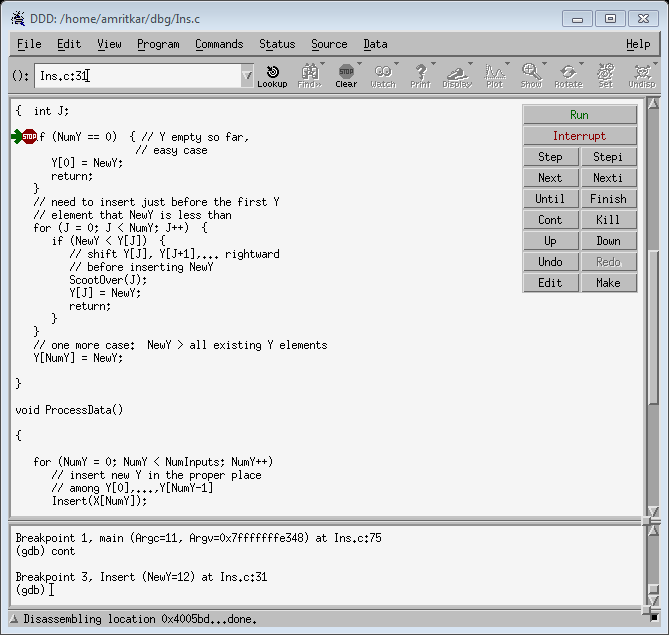 DDD: /home/amritkar/dbg/Ins.c
File Edit View Program Commands Status Source Data Help
(): Ins.c:31
Lookup Find» Clear Watch Print Display Plot Show Rotate Set Undisp
{  int J;
STOP f (NumY == 0)  { // Y empty so far,
// easy case
Y[0] = NewY;
return;
}
// need to insert just before the first Y
// element that NewY is less than
for (J = 0; J < NumY; J++)  {
if (NewY < Y[J])  {
// shift Y[J], Y[J+1],... rightward
// before inserting NewY
ScootOver(J);
Y[J] = NewY;
return;
}
}
// one more case:  NewY > all existing Y elements
Y[NumY] = NewY;
}
void ProcessData()
{
for (NumY = 0; NumY < NumInputs; NumY++)
// insert new Y in the proper place
// among Y[0],...,Y[NumY-1]
Insert(X[NumY]);
Run
Interrupt
Step Stepi
Next Nexti
Until Finish
Cont Kill
Up Down
Undo Redo
Edit Make
Breakpoint 1, main (Argc=11, Argv=0x7fffffffe348) at Ins.c:75
(gdb) cont
Breakpoint 3, Insert (NewY=12) at Ins.c:31
(gdb)
Disassembling location 0x4005bd...done.